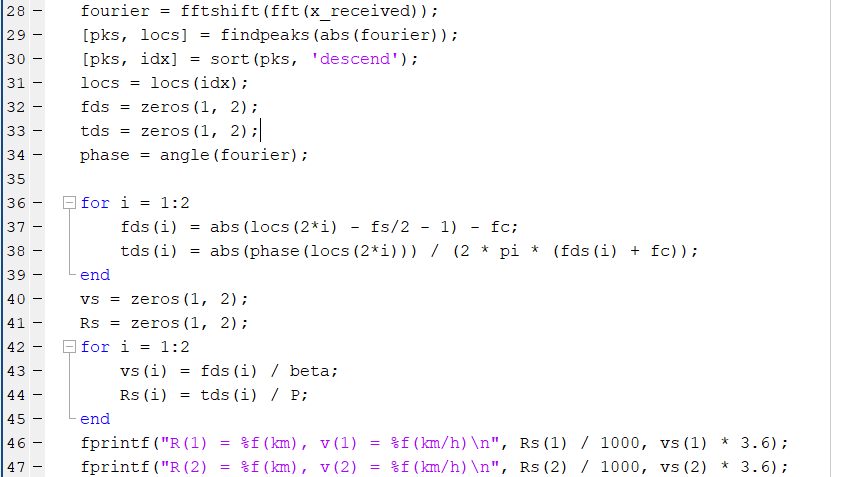 28 - fourier = fftshift(fft(x_received));
29 - [pks, locs] = findpeaks(abs(fourier));
30 - [pks, idx] = sort(pks, 'descend');
31 - locs = locs(idx);
32 - fds = zeros(1, 2);
33 - tds = zeros(1, 2);
34 - phase = angle(fourier);
35
36 - for i = 1:2
37 - fds(i) = abs(locs(2*i) - fs/2 - 1) - fc;
38 - tds(i) = abs(phase(locs(2*i))) / (2 * pi * (fds(i) + fc));
39 - end
40 - vs = zeros(1, 2);
41 - Rs = zeros(1, 2);
42 - for i = 1:2
43 - vs(i) = fds(i) / beta;
44 - Rs(i) = tds(i) / P;
45 - end
46 - fprintf("R(1) = %f(km), v(1) = %f(km/h)\n", Rs(1) / 1000, vs(1) * 3.6);
47 - fprintf("R(2) = %f(km), v(2) = %f(km/h)\n", Rs(2) / 1000, vs(2) * 3.6);